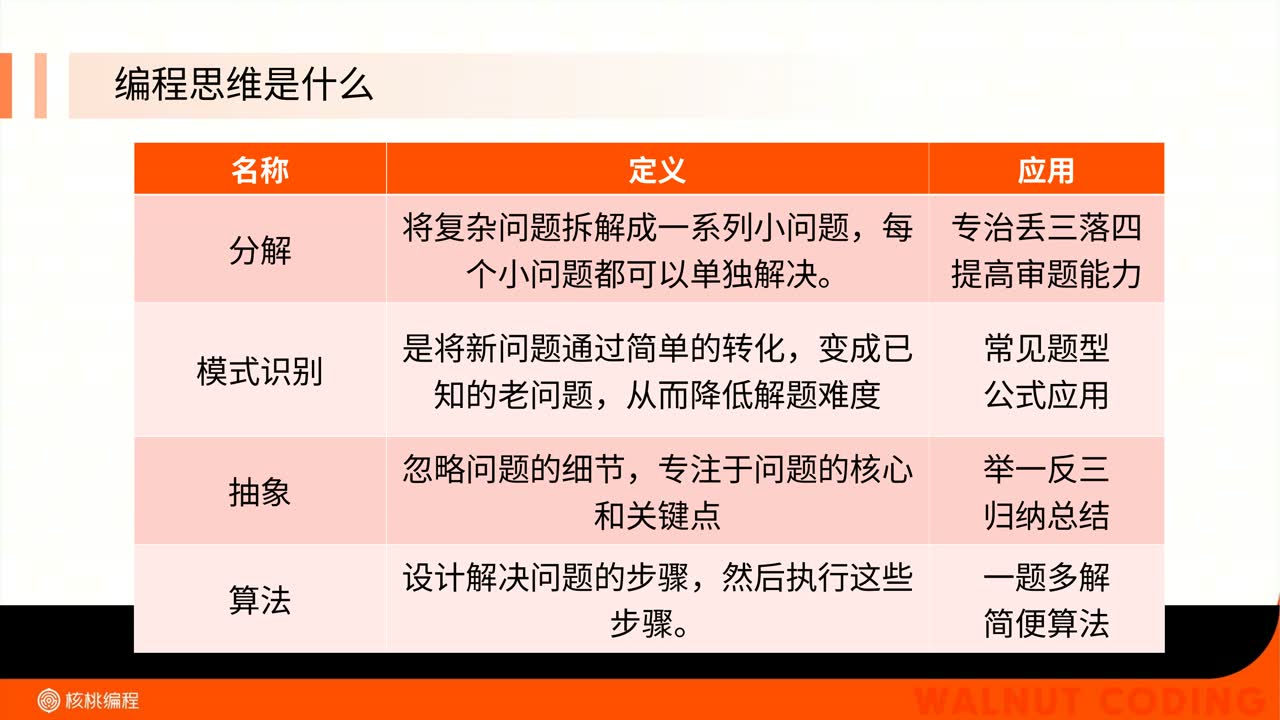 编程思维是什么
名称
定义
应用
分解
将复杂问题拆解成一系列小问题，每
个小问题都可以单独解决。
专治丢三落四
提高审题能力
模式识别
是将新问题通过简单的转化，变成已
知的老问题，从而降低解题难度
常见题型
公式应用
抽象
忽略问题的细节，专注于问题的核心
和关键点
举一反三
归纳总结
算法
设计解决问题的步骤，然后执行这些
步骤。
一题多解
简便算法
核桃编程
WALNUT CODING